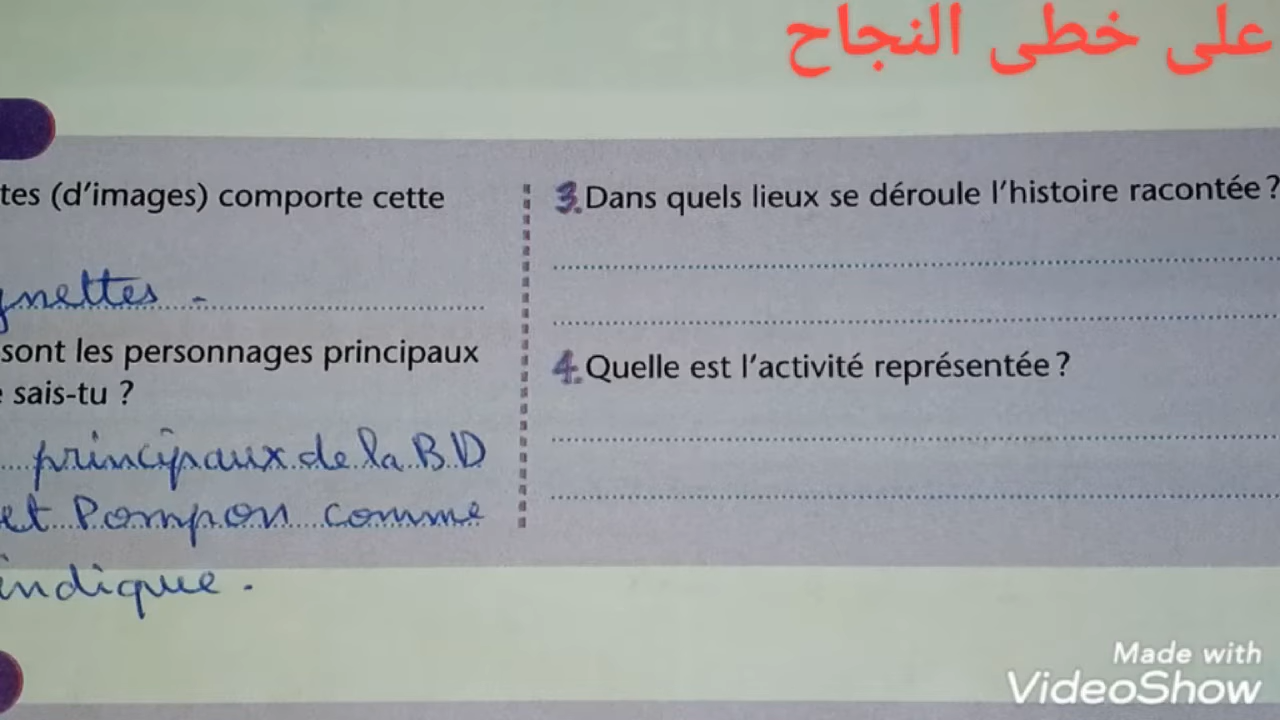 على خطى النجاح
tes (d'images) comporte cette
gnettes -
sont les personnages principaux
sais-tu ?
principaux de la BD
et Pompon comme
indique .
3. Dans quels lieux se déroule l'histoire racontée ?
4. Quelle est l'activité représentée ?
Made with
VideoShow